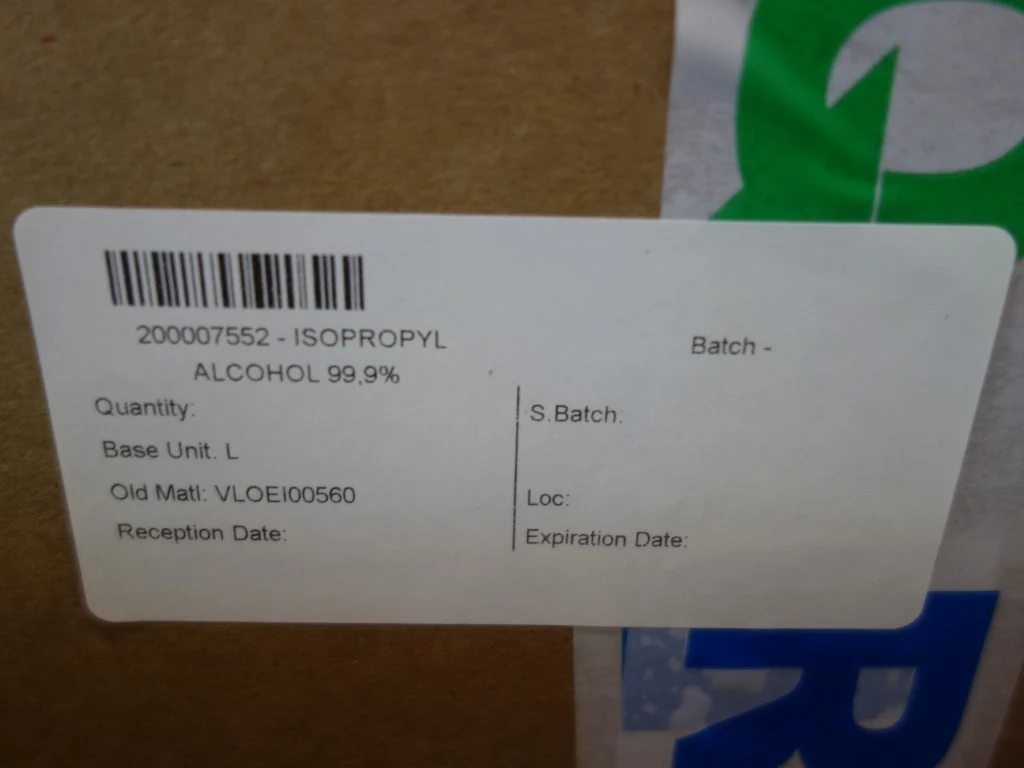 200007552 - ISOPROPYL
ALCOHOL 99,9%
Batch -
Quantity:
Base Unit. L
Old Matl: VLOEI00560
Reception Date:
S.Batch:
Loc:
Expiration Date:
R